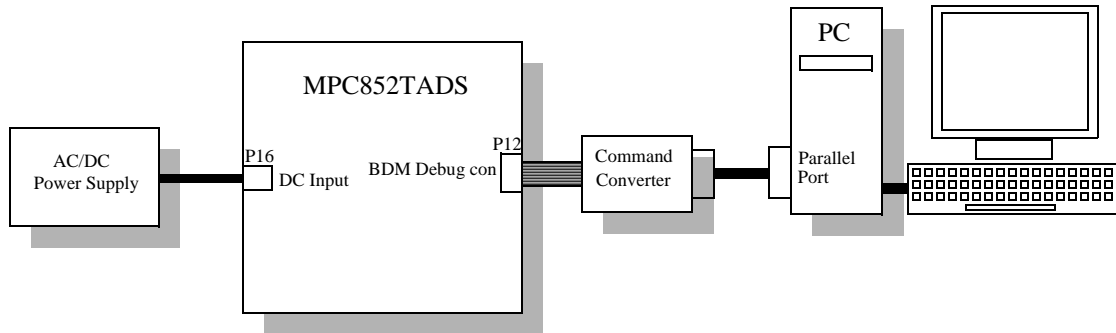 PC
MPC852TADS
P12
AC/DC
Power Supply
P16
DC Input
BDM Debug con
Command
Converter
Parallel
Port